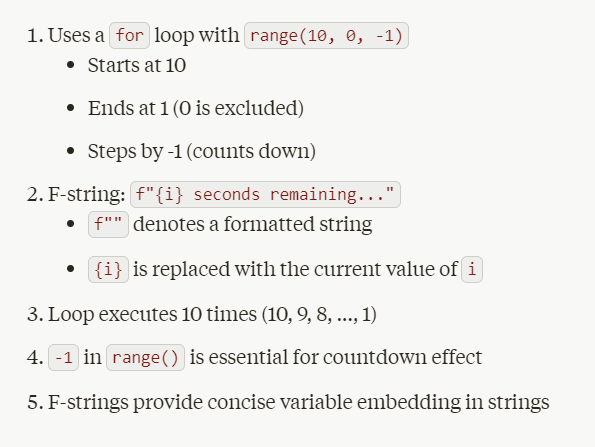 1. Uses a for loop with range(10, 0, -1)
• Starts at 10
• Ends at 1 (0 is excluded)
• Steps by -1 (counts down)
2. F-string: f"{i} seconds remaining..."
• f"" denotes a formatted string
• {i} is replaced with the current value of i
3. Loop executes 10 times (10, 9, 8, ..., 1)
4. -1 in range() is essential for countdown effect
5. F-strings provide concise variable embedding in strings